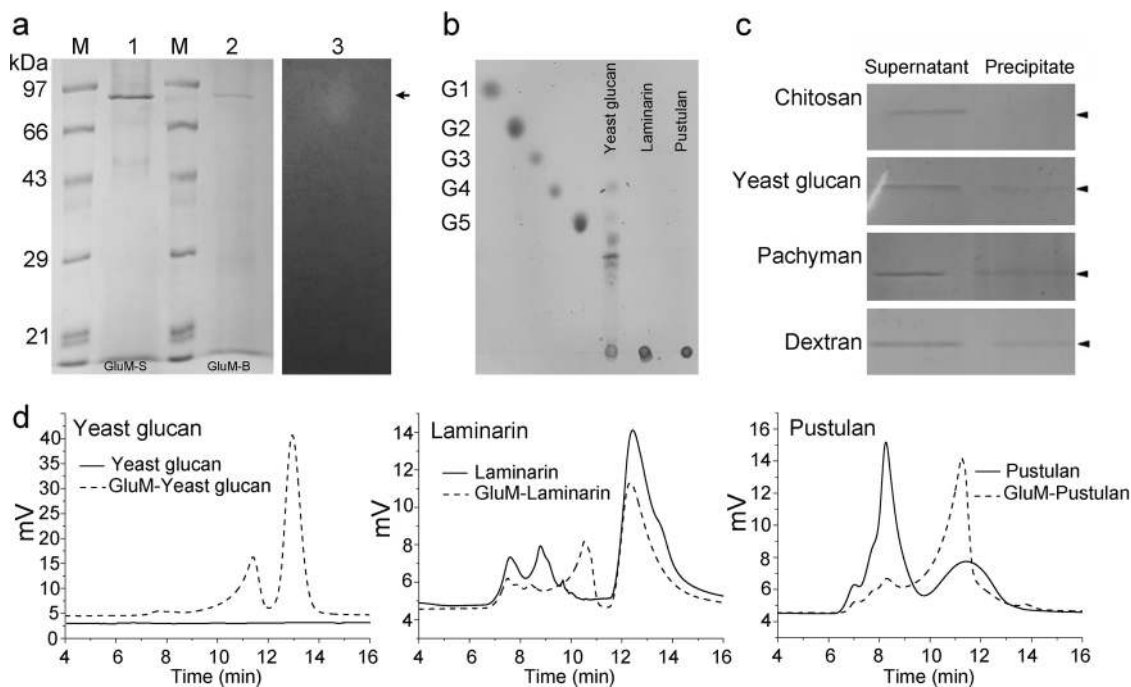 a
M 1 M 2 3
kDa
97
66
43
29
21
GluM-S GluM-B
b
G1
G2
G3
G4
G5
Yeast glucan
Laminarin
Pustulan
c
Supernatant Precipitate
Chitosan
Yeast glucan
Pachyman
Dextran
d
Yeast glucan
Yeast glucan
GluM-Yeast glucan
mV
40
35
30
25
20
15
10
5
0
4 6 8 10 12 14 16
Time (min)
Laminarin
Laminarin
GluM-Laminarin
mV
14
12
10
8
6
4
4 6 8 10 12 14 16
Time (min)
Pustulan
Pustulan
GluM-Pustulan
mV
16
14
12
10
8
6
4
4 6 8 10 12 14 16
Time (min)